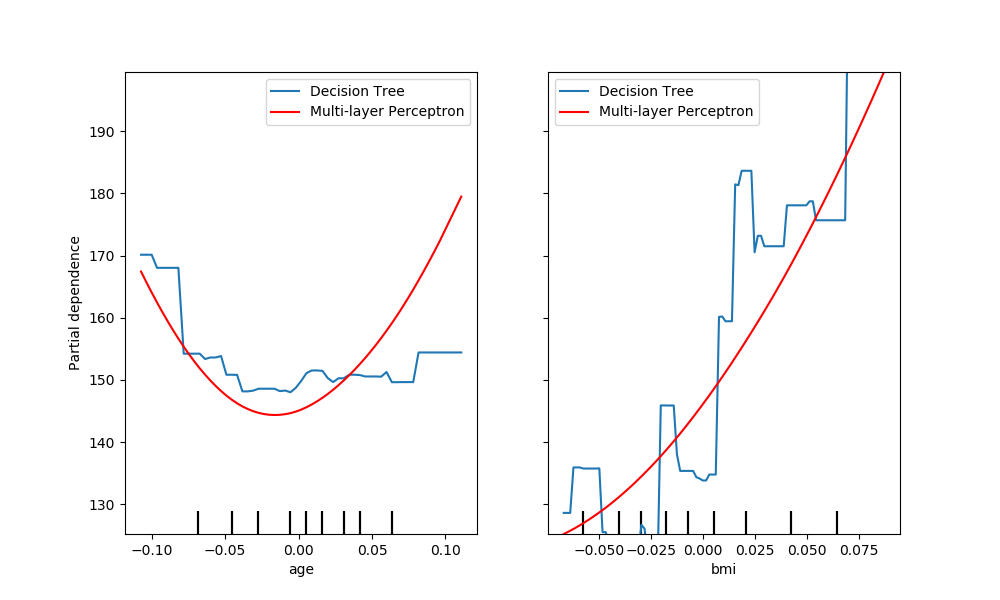 Decision Tree
Multi-layer Perceptron
Partial dependence
190
180
170
160
150
140
130
−0.10 −0.05 0.00 0.05 0.10
age
Decision Tree
Multi-layer Perceptron
−0.050 −0.025 0.000 0.025 0.050 0.075
bmi